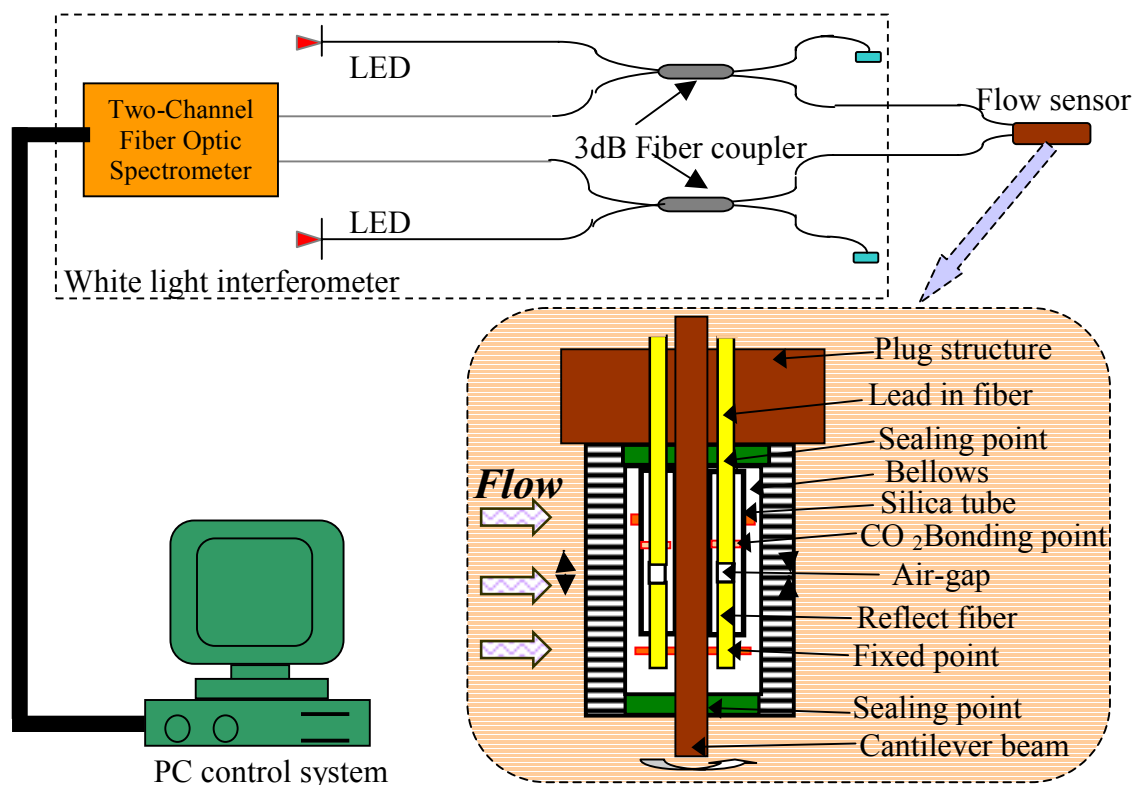 LED
Two-Channel
Fiber Optic
Spectrometer
3dB Fiber coupler
Flow sensor
LED
White light interferometer
Plug structure
Lead in fiber
Sealing point
Bellows
Flow
Silica tube
CO 2Bonding point
Air-gap
Reflect fiber
Fixed point
Sealing point
Cantilever beam
PC control system